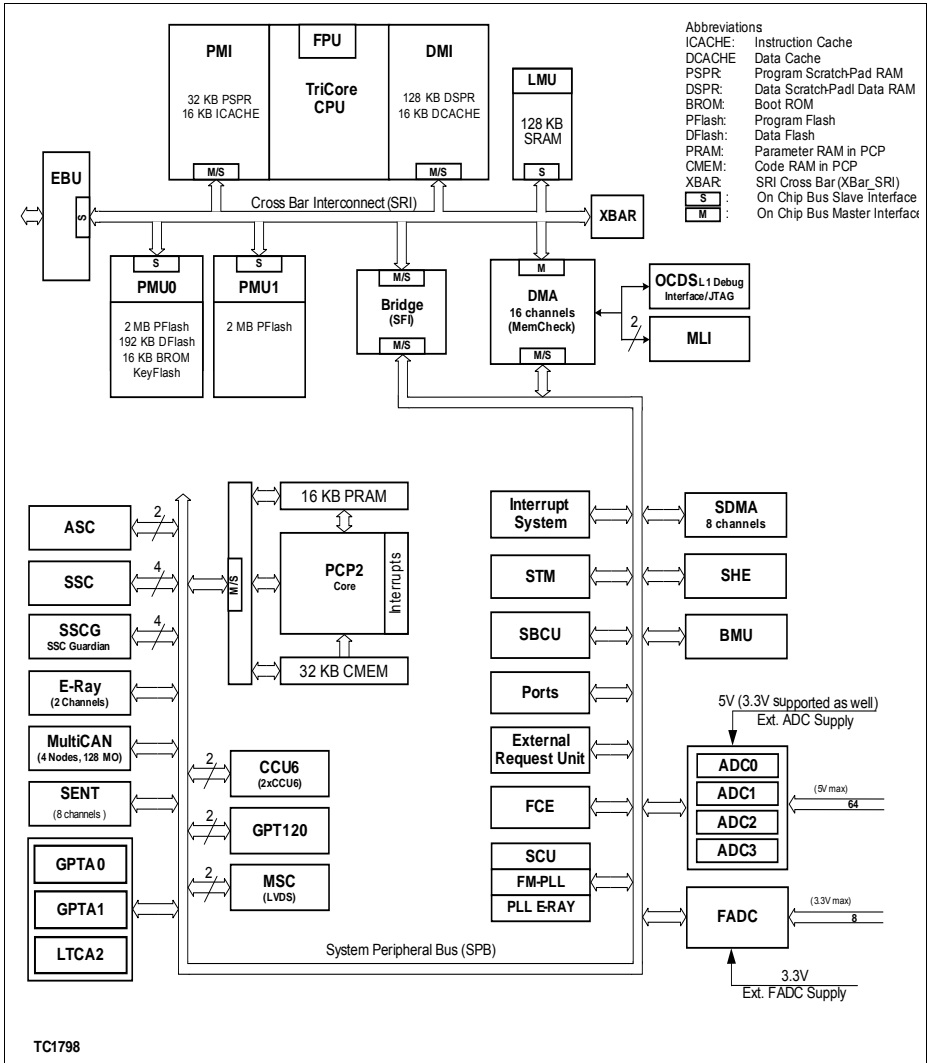 PMI
32 KB PSPR
16 KB ICACHE
M/S
FPU
TriCore
CPU
DMI
128 KB DSPR
16 KB DCACHE
M/S
LMU
128 KB
SRAM
S
Abbreviations:
ICACHE: Instruction Cache
DCACHE Data Cache
PSPR: Program Scratch-Pad RAM
DSPR: Data Scratch-Padl Data RAM
BROM: Boot ROM
PFlash: Program Flash
DFlash: Data Flash
PRAM: Parameter RAM in PCP
CMEM: Code RAM in PCP
XBAR: SRI Cross Bar (XBar_SRI)
S : On Chip Bus Slave Interface
M : On Chip Bus Master Interface
EBU
S
Cross Bar Interconnect (SRI)
XBAR
S
PMU0
2 MB PFlash
192 KB DFlash
16 KB BROM
KeyFlash
S
PMU1
2 MB PFlash
M/S
Bridge
(SFI)
M/S
M
DMA
16 channels
(MemCheck)
M/S
OCDS L1 Debug
Interface/JTAG
2
MLI
ASC
2
SSC
4
SSCG
SSC Guardian
4
E-Ray
(2 Channels)
MultiCAN
(4 Nodes, 128 MO)
SENT
(8 channels )
GPTA0
GPTA1
LTCA2
M/S
16 KB PRAM
PCP2
Core
Interrupts
32 KB CMEM
2
CCU6
(2xCCU6)
2
GPT120
2
MSC
(LVDS)
System Peripheral Bus (SPB)
Interrupt
System
STM
SBCU
Ports
External
Request Unit
FCE
SCU
FM-PLL
PLL E-RAY
SDMA
8 channels
SHE
BMU
5V (3.3V supported as well)
Ext. ADC Supply
ADC0
ADC1
ADC2
ADC3
(5V max)
64
FADC
(3.3V max)
8
3.3V
Ext. FADC Supply
TC1798